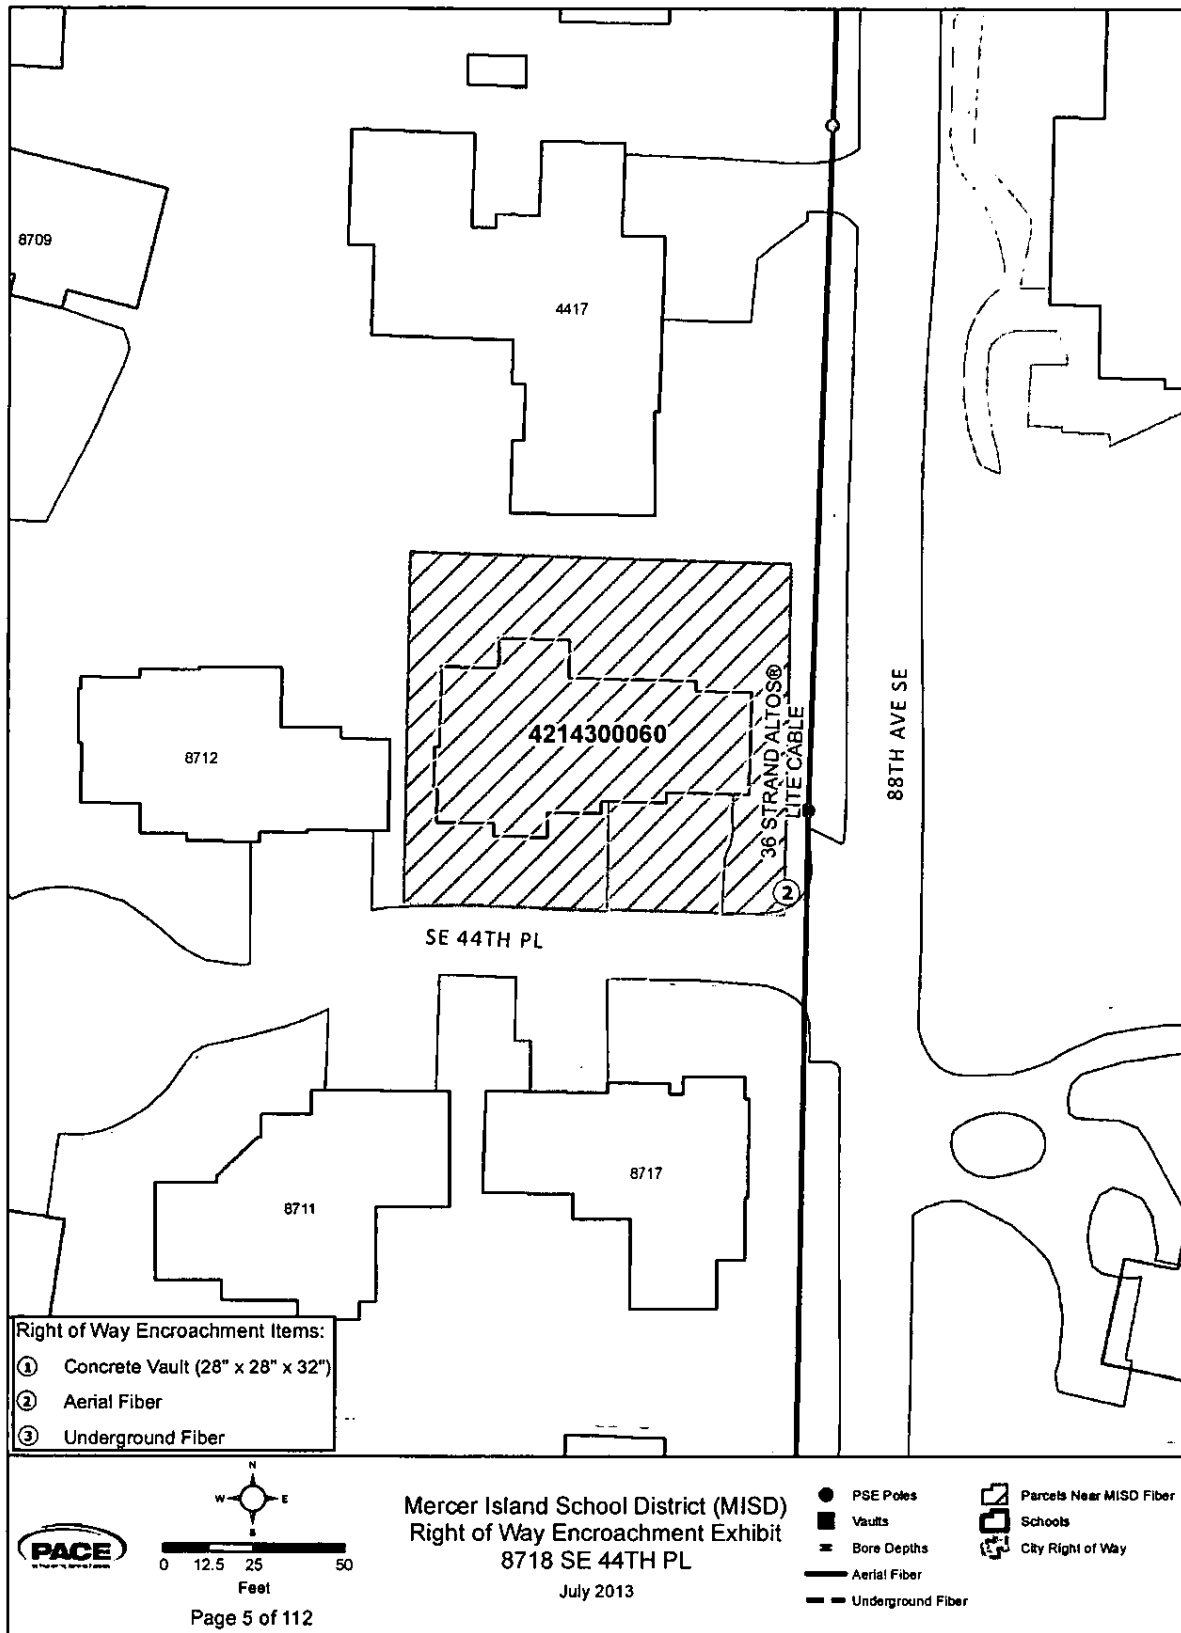 8709
4417
4214300060
8712
36 STRAND ALTOS®
LITE CABLE
88TH AVE SE
2
SE 44TH PL
8717
8711
Right of Way Encroachment Items:
1 Concrete Vault (28" x 28" x 32")
2 Aerial Fiber
3 Underground Fiber
N
W E
S
PACE
0 12.5 25 50
Feet
Page 5 of 112
Mercer Island School District (MISD)
Right of Way Encroachment Exhibit
8718 SE 44TH PL
July 2013
PSE Poles
Vaults
Bore Depths
Aerial Fiber
Underground Fiber
Parcels Near MISD Fiber
Schools
City Right of Way